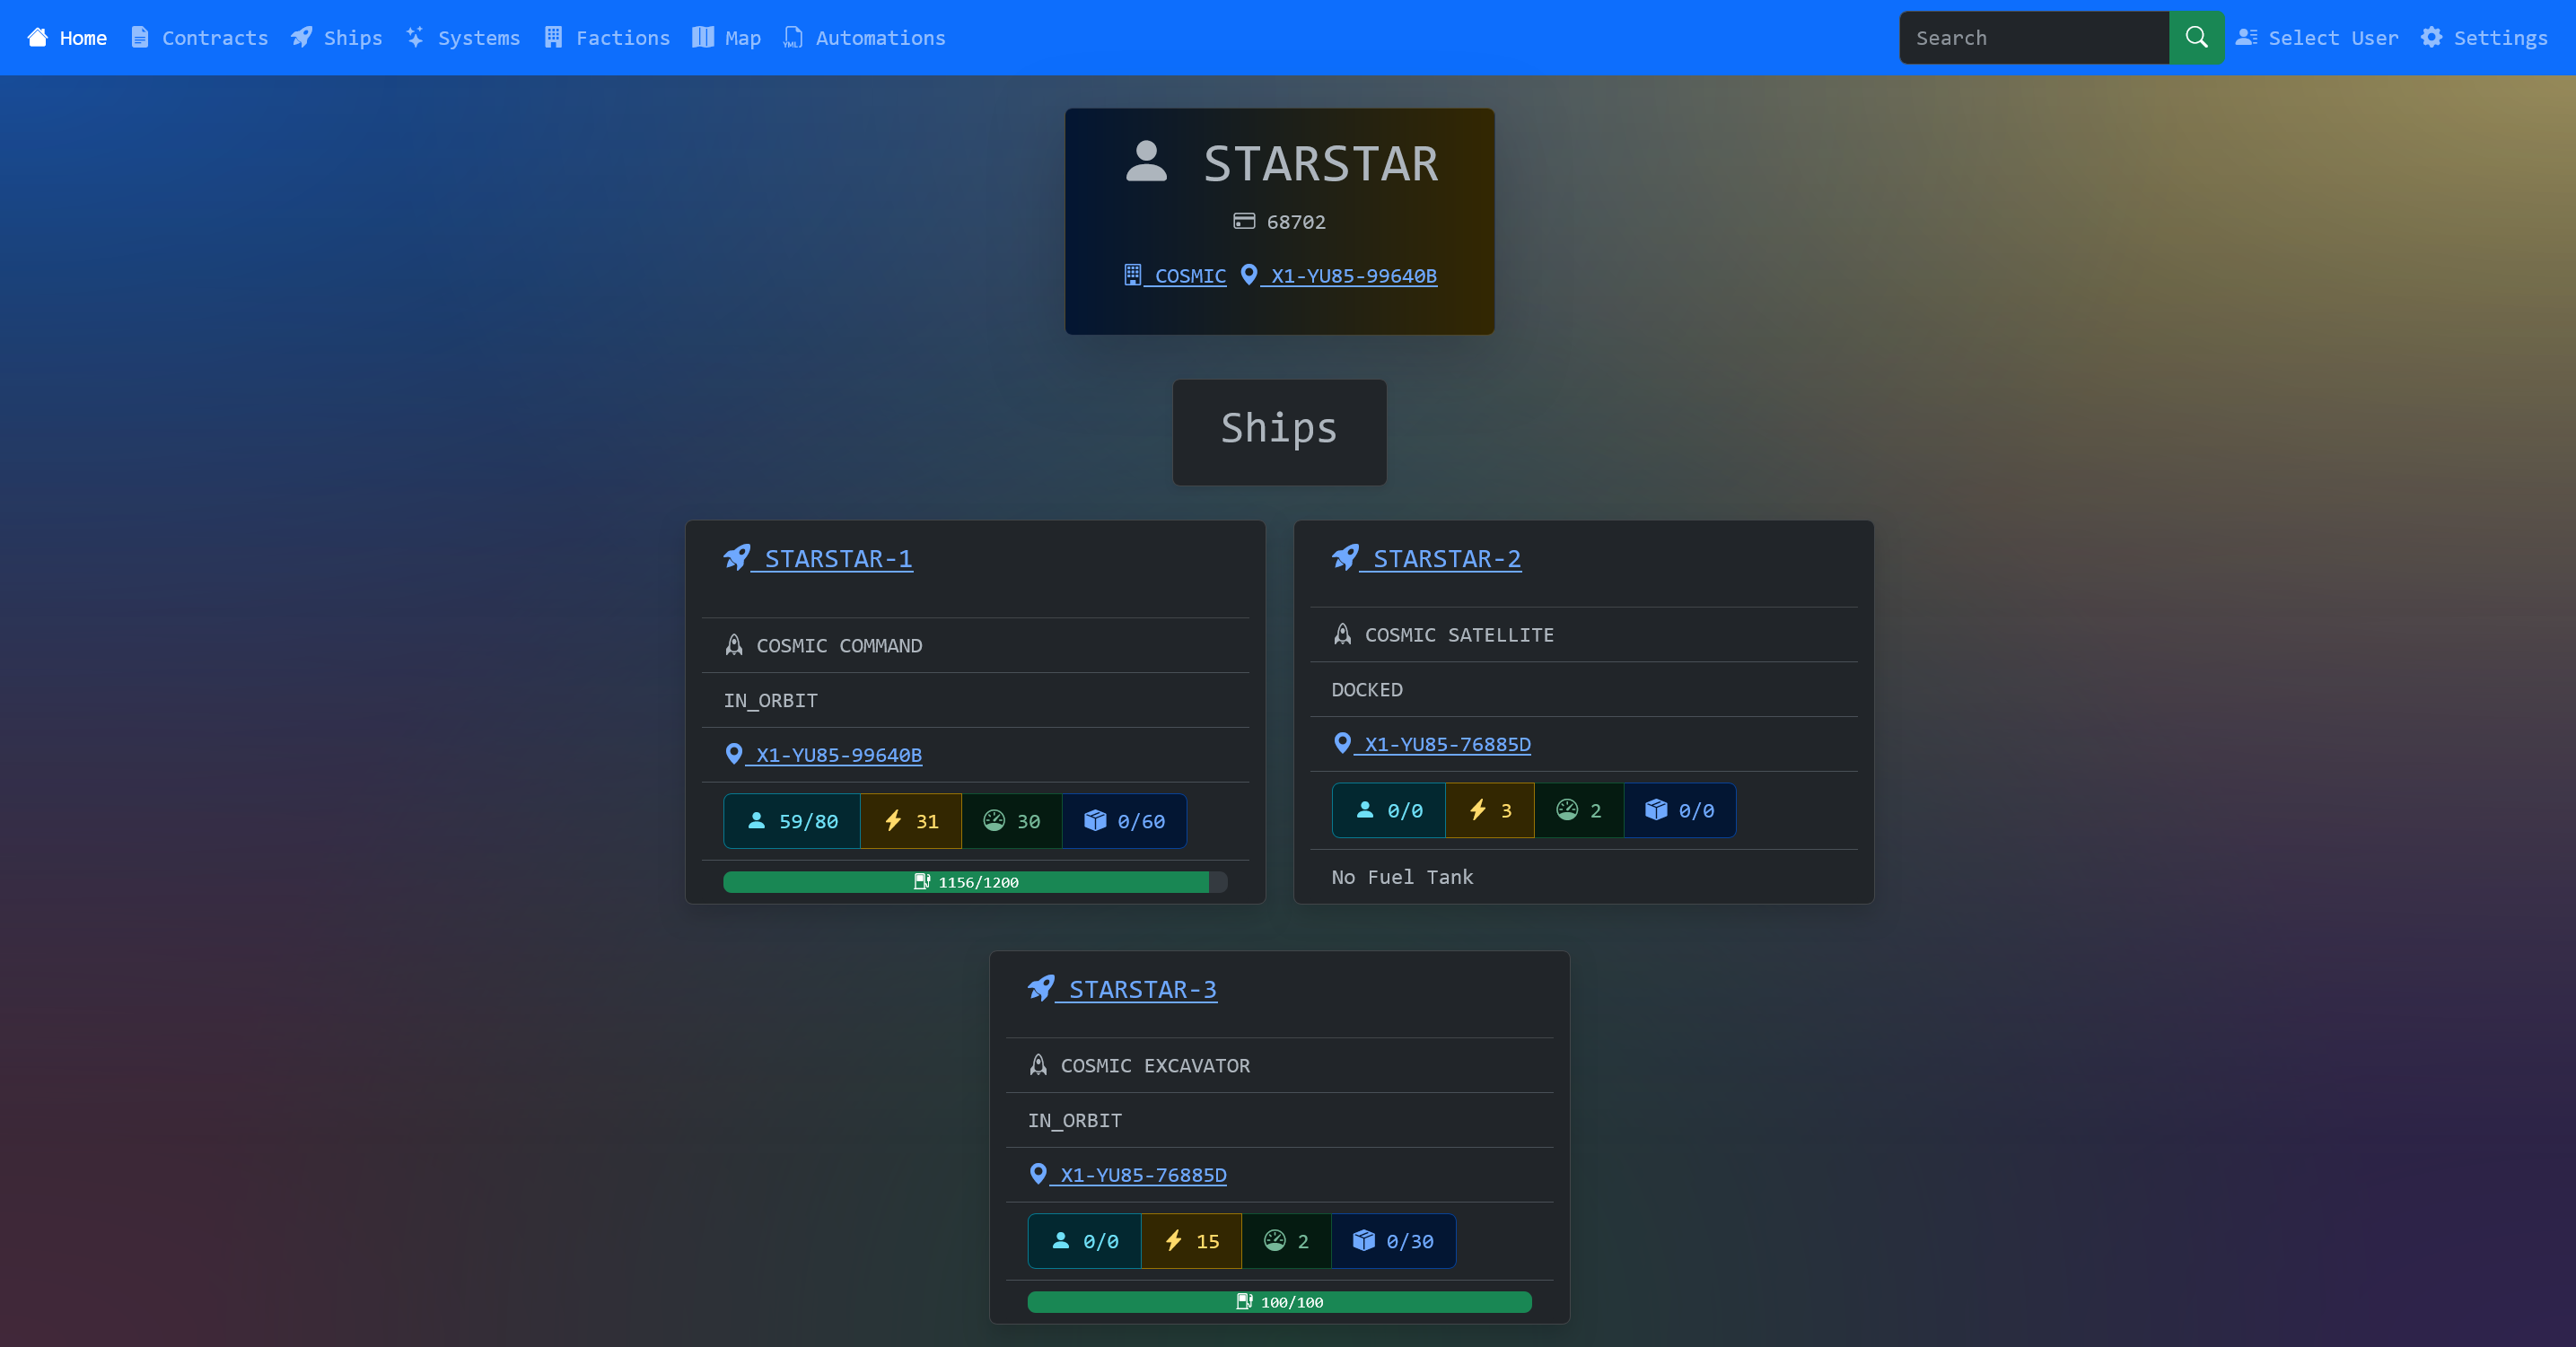 Home Contracts Ships Systems Factions Map Automations Search Select User Settings
STARSTAR
68702
COSMIC X1-YU85-99640B
Ships
STARSTAR-1
COSMIC COMMAND
IN_ORBIT
X1-YU85-99640B
59/80 31 30 0/60
1156/1200
STARSTAR-2
COSMIC SATELLITE
DOCKED
X1-YU85-76885D
0/0 3 2 0/0
No Fuel Tank
STARSTAR-3
COSMIC EXCAVATOR
IN_ORBIT
X1-YU85-76885D
0/0 15 2 0/30
100/100